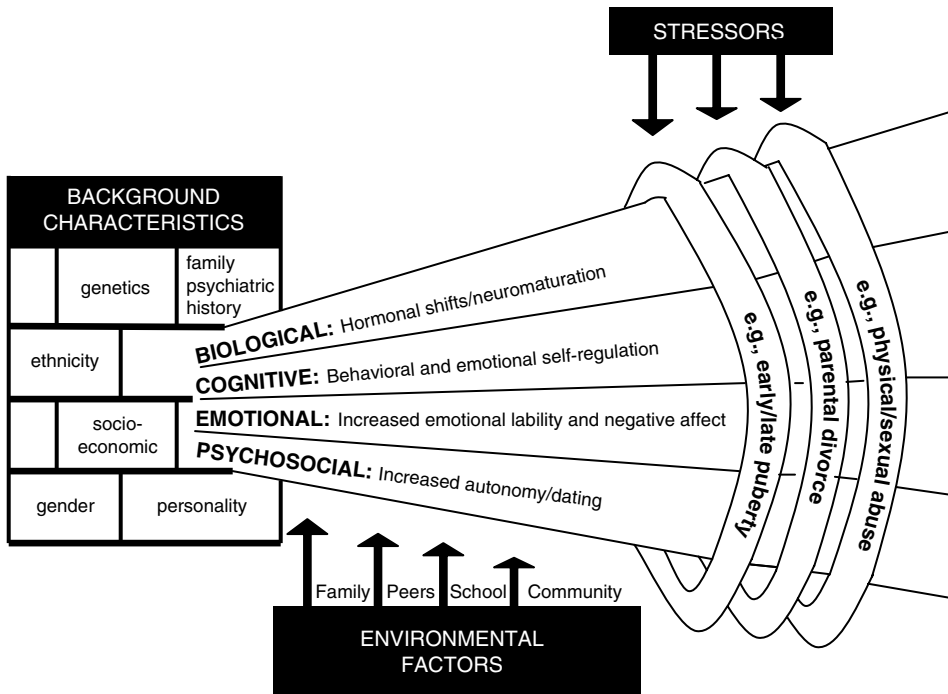 STRESSORS
BACKGROUND
CHARACTERISTICS
genetics
family
psychiatric
history
ethnicity
socio-
economic
gender
personality
BIOLOGICAL: Hormonal shifts/neuromaturation
COGNITIVE: Behavioral and emotional self-regulation
EMOTIONAL: Increased emotional lability and negative affect
PSYCHOSOCIAL: Increased autonomy/dating
e.g., early/late puberty
e.g., parental divorce
e.g., physical/sexual abuse
Family Peers School Community
ENVIRONMENTAL
FACTORS